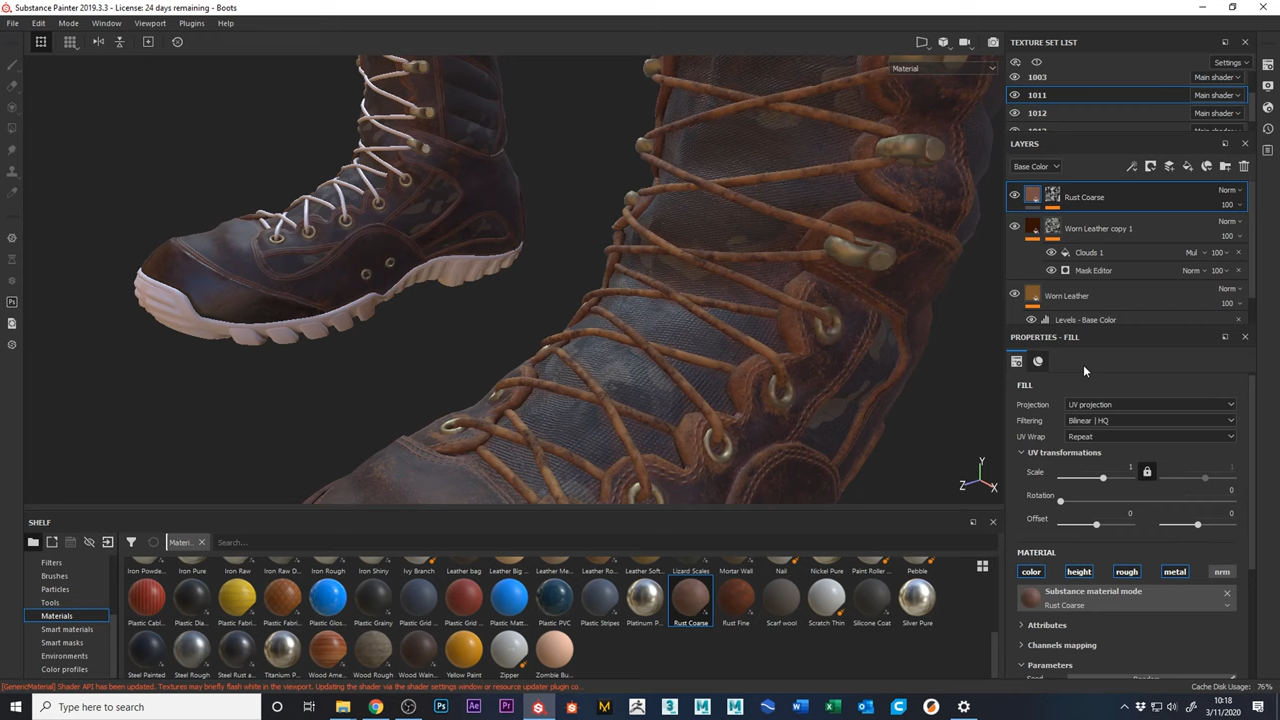 Substance Painter 2019.3.3 - License: 24 days remaining - Boots
File Edit Mode Window Viewport Plugins Help
Material
TEXTURE SET LIST
Settings
1003 Main shader
1011 Main shader
1012 Main shader
LAYERS
Base Color
Rust Coarse Norm 100
Worn Leather copy 1 Norm 100
Clouds 1 Mul 100
Mask Editor Norm 100
Worn Leather Norm 100
Levels - Base Color
PROPERTIES - FILL
FILL
Projection UV projection
Filtering Bilinear | HQ
UV Wrap Repeat
UV transformations
Scale 1 1
Rotation 0
Offset 0 0
MATERIAL
color height rough metal nrm
Substance material mode
Rust Coarse
Attributes
Channels mapping
Parameters
Y
Z X
SHELF
Materi... Search...
Filters
Brushes
Particles
Tools
Materials
Smart materials
Smart masks
Environments
Color profiles
Iron Powde... Iron Pure Iron Raw Iron Raw D... Iron Rough Iron Shiny Ivy Branch Leather bag Leather Big ... Leather Me... Leather Ro... Leather Soft... Lizard Scales Mortar Wall Nail Nickel Pure Paint Roller ... Pebble
Plastic Cabl... Plastic Dia... Plastic Fabri... Plastic Fabri... Plastic Glos... Plastic Grainy Plastic Grid ... Plastic Grid ... Plastic Matt... Plastic PVC Plastic Stripes Platinum P... Rust Coarse Rust Fine Scarf wool Scratch Thin Silicone Coat Silver Pure
Steel Painted Steel Rough Steel Rust a... Titanium P... Wood Ame... Wood Rough Wood Waln... Yellow Paint Zipper Zombie Bu...
[GenericMaterial] Shader API has been updated. Textures may briefly flash white in the viewport. Updating the shader via the shader settings window or resource updater plugin co...
Cache Disk Usage: 76%
Type here to search
10:18
3/11/2020